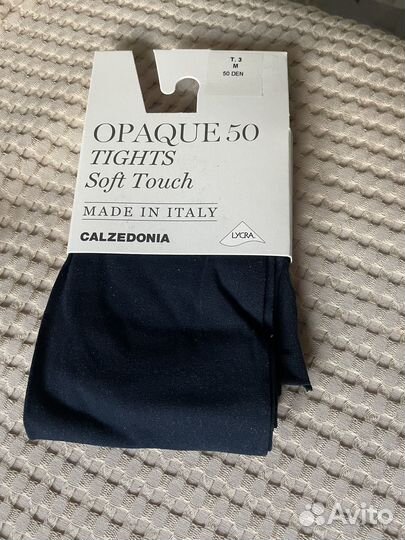 T. 3
M
50 DEN
OPAQUE 50
TIGHTS
Soft Touch
MADE IN ITALY
CALZEDONIA
LYCRA
Avito